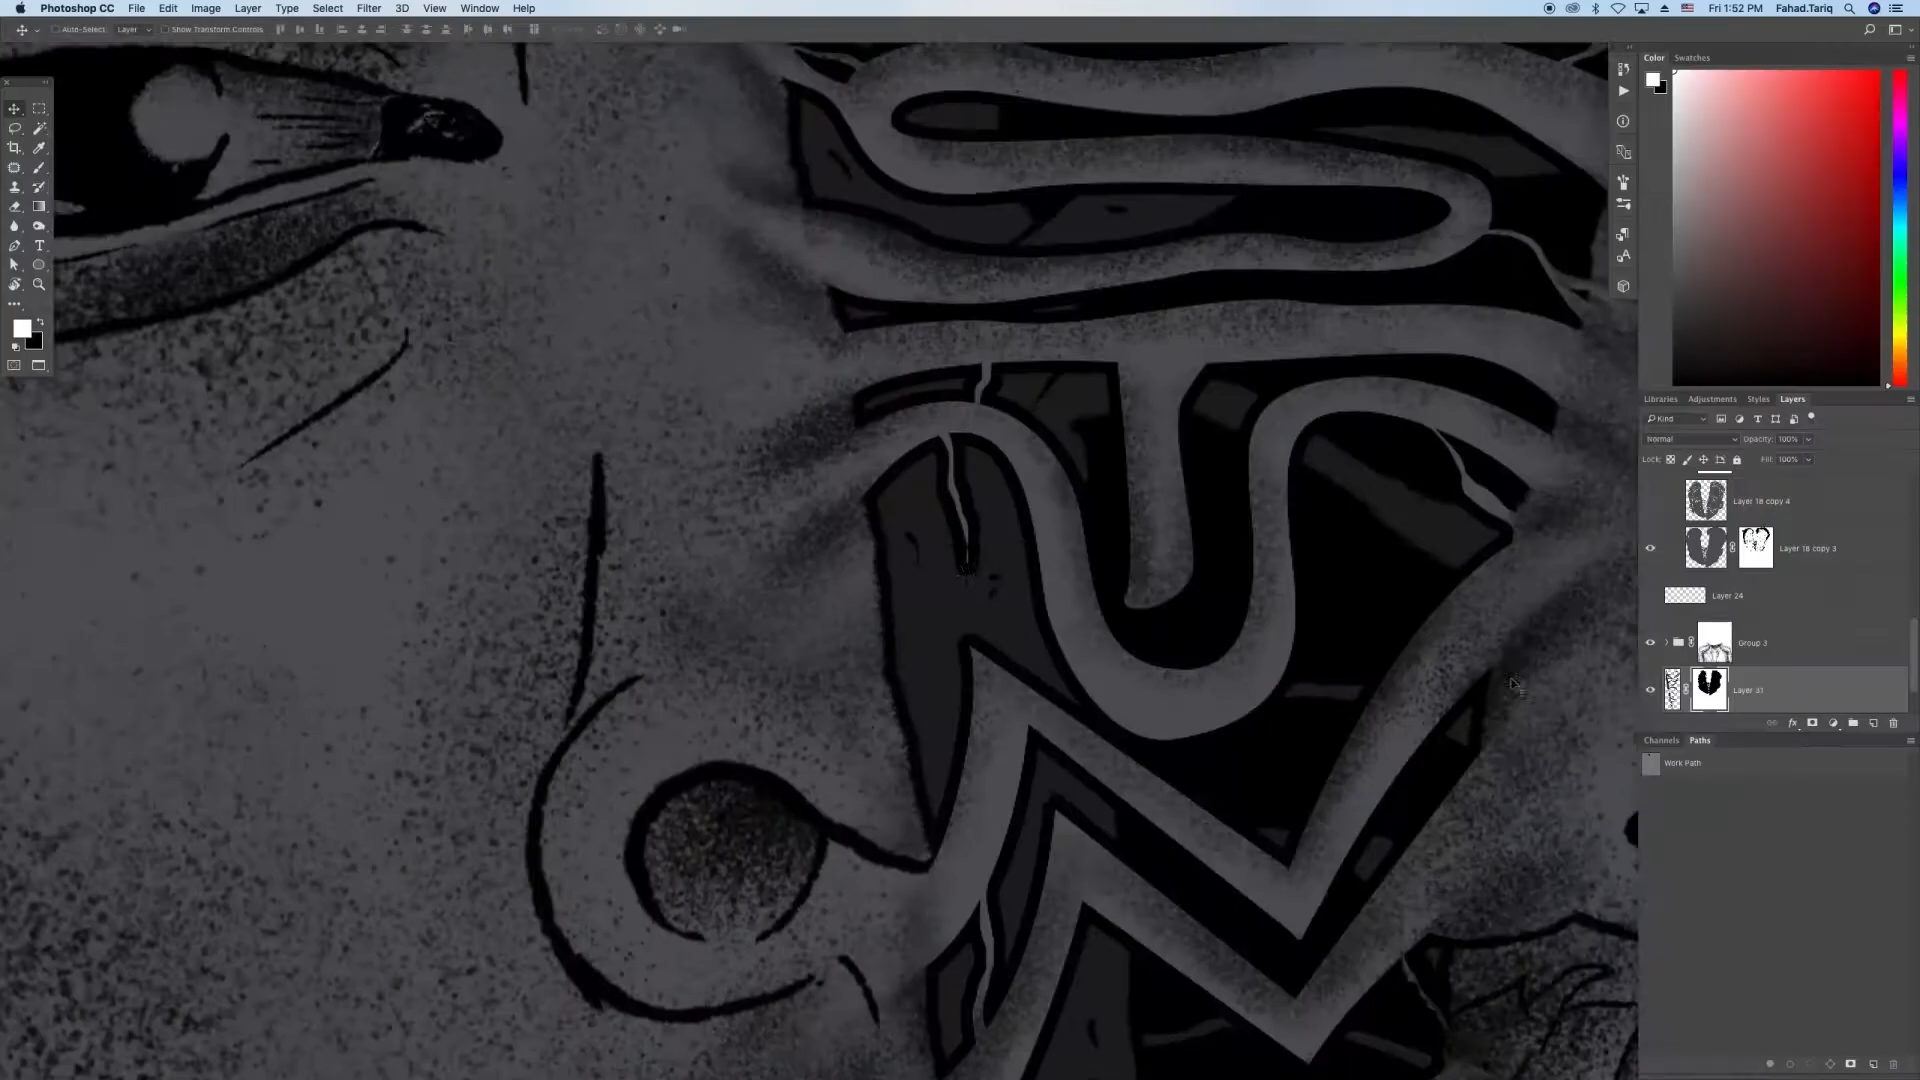 Photoshop CC File Edit Image Layer Type Select Filter 3D View Window Help Fri 1:52 PM Fahad.Tariq
Auto-Select: Layer Show Transform Controls
Color Swatches
Libraries Adjustments Styles Layers
Kind
Normal Opacity: 100%
Lock: Fill: 100%
Layer 18 copy 4
Layer 18 copy 3
Layer 24
Group 3
Layer 31
fx
Channels Paths
Work Path